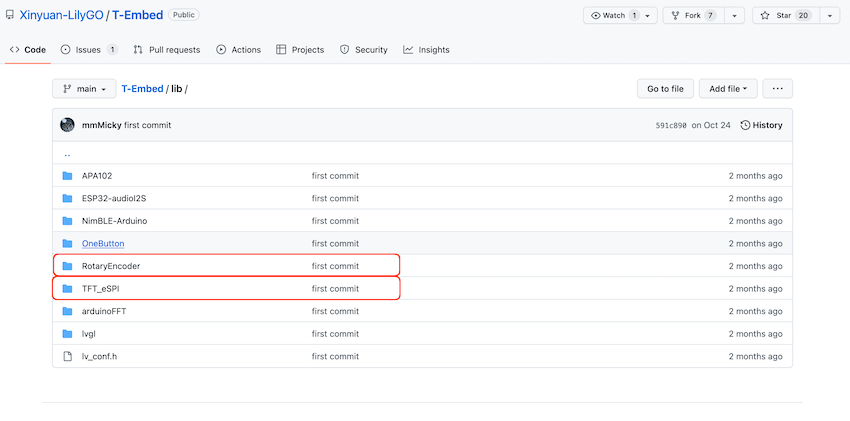 Xinyuan-LilyGO / T-Embed Public Watch 1 Fork 7 Star 20
Code Issues 1 Pull requests Actions Projects Security Insights
main T-Embed / lib / Go to file Add file ...
mmMicky first commit 591c890 on Oct 24 History
..
APA102 first commit 2 months ago
ESP32-audioI2S first commit 2 months ago
NimBLE-Arduino first commit 2 months ago
OneButton first commit 2 months ago
RotaryEncoder first commit 2 months ago
TFT_eSPI first commit 2 months ago
arduinoFFT first commit 2 months ago
lvgl first commit 2 months ago
lv_conf.h first commit 2 months ago